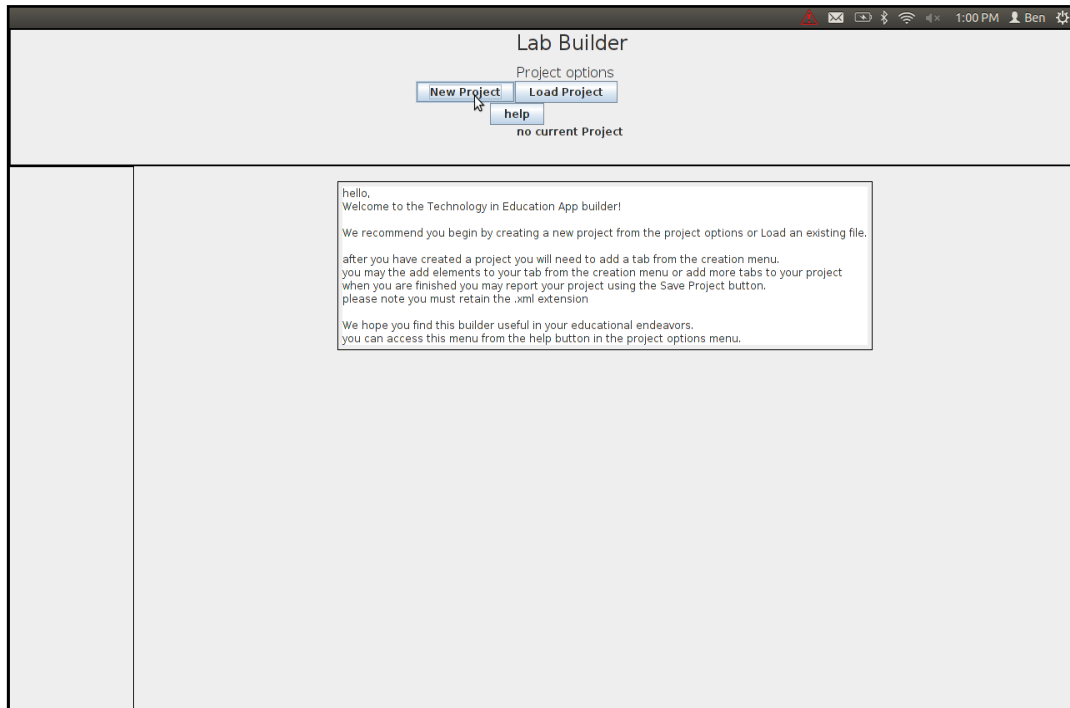 1:00 PM Ben
Lab Builder
Project options
New Project Load Project
help
no current Project
hello,
Welcome to the Technology in Education App builder!
We recommend you begin by creating a new project from the project options or Load an existing file.
after you have created a project you will need to add a tab from the creation menu.
you may the add elements to your tab from the creation menu or add more tabs to your project
when you are finished you may report your project using the Save Project button.
please note you must retain the .xml extension
We hope you find this builder useful in your educational endeavors.
you can access this menu from the help button in the project options menu.